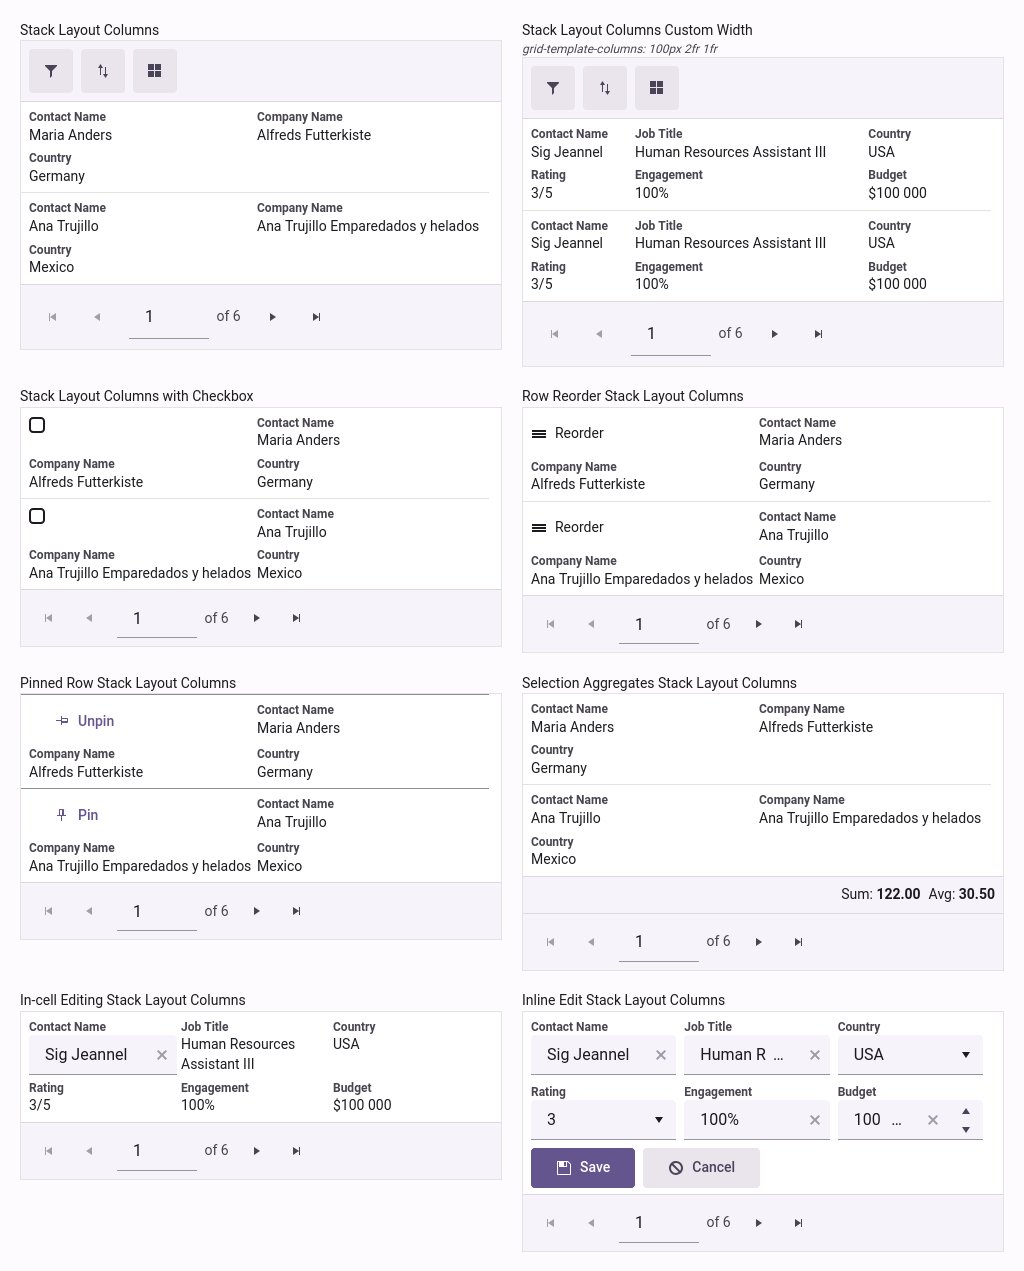 Stack Layout Columns
Contact Name Company Name
Maria Anders Alfreds Futterkiste
Country
Germany
Contact Name Company Name
Ana Trujillo Ana Trujillo Emparedados y helados
Country
Mexico
1 of 6
Stack Layout Columns Custom Width
grid-template-columns: 100px 2fr 1fr
Contact Name Job Title Country
Sig Jeannel Human Resources Assistant III USA
Rating Engagement Budget
3/5 100% $100 000
Contact Name Job Title Country
Sig Jeannel Human Resources Assistant III USA
Rating Engagement Budget
3/5 100% $100 000
1 of 6
Stack Layout Columns with Checkbox
Contact Name
Maria Anders
Company Name Country
Alfreds Futterkiste Germany
Contact Name
Ana Trujillo
Company Name Country
Ana Trujillo Emparedados y helados Mexico
1 of 6
Row Reorder Stack Layout Columns
Contact Name
Reorder Maria Anders
Company Name Country
Alfreds Futterkiste Germany
Contact Name
Reorder Ana Trujillo
Company Name Country
Ana Trujillo Emparedados y helados Mexico
1 of 6
Pinned Row Stack Layout Columns
Contact Name
Unpin Maria Anders
Company Name Country
Alfreds Futterkiste Germany
Contact Name
Pin Ana Trujillo
Company Name Country
Ana Trujillo Emparedados y helados Mexico
1 of 6
Selection Aggregates Stack Layout Columns
Contact Name Company Name
Maria Anders Alfreds Futterkiste
Country
Germany
Contact Name Company Name
Ana Trujillo Ana Trujillo Emparedados y helados
Country
Mexico
Sum: 122.00 Avg: 30.50
1 of 6
In-cell Editing Stack Layout Columns
Contact Name Job Title Country
Sig Jeannel Human Resources USA
Assistant III
Rating Engagement Budget
3/5 100% $100 000
1 of 6
Inline Edit Stack Layout Columns
Contact Name Job Title Country
Sig Jeannel Human R ... USA
Rating Engagement Budget
3 100% 100 ...
Save Cancel
1 of 6